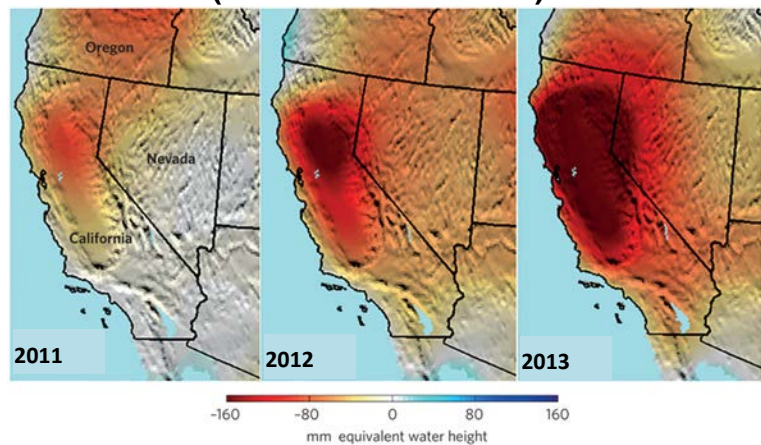 Oregon
Nevada
California
2011
2012
2013
-160 -80 0 80 160
mm equivalent water height